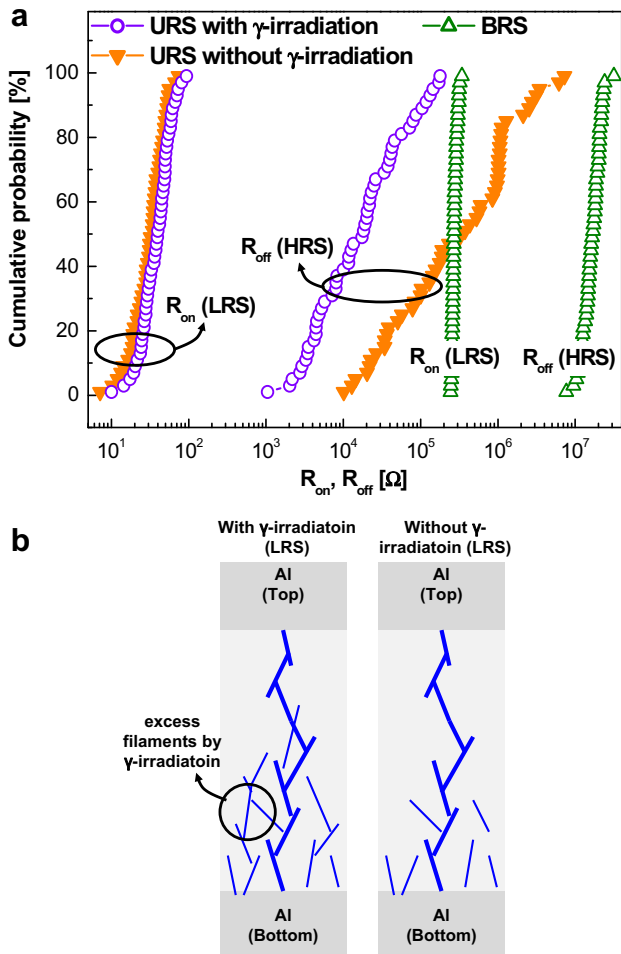 a
URS with γ-irradiation
BRS
URS without γ-irradiation
Cumulative probability [%]
100
80
60
40
20
0
R_off (HRS)
R_on (LRS)
R_on (LRS)
R_off (HRS)
10^1 10^2 10^3 10^4 10^5 10^6 10^7
R_on, R_off [Ω]
b
With γ-irradiatoin
(LRS)
Without γ-
irradiatoin (LRS)
Al
(Top)
Al
(Top)
excess
filaments by
γ-irradiatoin
Al
(Bottom)
Al
(Bottom)